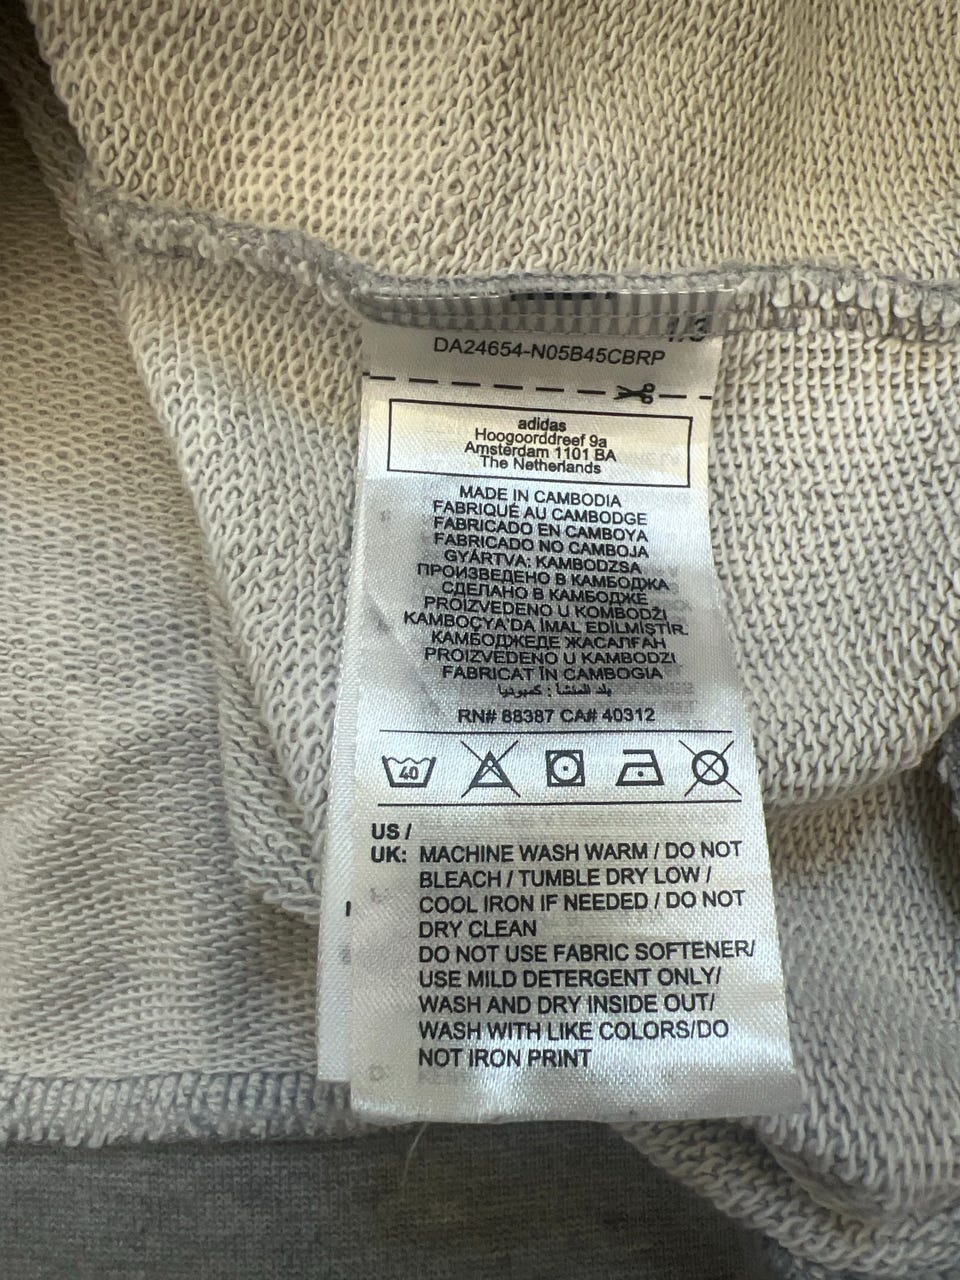 1/3
DA24654-N05B45CBRP
adidas
Hoogoorddreef 9a
Amsterdam 1101 BA
The Netherlands
MADE IN CAMBODIA
FABRIQUÉ AU CAMBODGE
FABRICADO EN CAMBOYA
FABRICADO NO CAMBOJA
GYÁRTVA: KAMBODZSA
ПРОИЗВЕДЕНО В КАМБОДЖА
СДЕЛАНО В КАМБОДЖЕ
PROIZVEDENO U KOMBODŽI
KAMBOÇYA'DA İMAL EDİLMİŞTİR.
КАМБОДЖЕДЕ ЖАСАЛҒАН
PROIZVEDENO U KAMBODZI
FABRICAT ÎN CAMBOGIA
بلد المنشأ : كمبوديا
RN# 88387 CA# 40312
40
US /
UK: MACHINE WASH WARM / DO NOT
BLEACH / TUMBLE DRY LOW /
COOL IRON IF NEEDED / DO NOT
DRY CLEAN
DO NOT USE FABRIC SOFTENER/
USE MILD DETERGENT ONLY/
WASH AND DRY INSIDE OUT/
WASH WITH LIKE COLORS/DO
NOT IRON PRINT